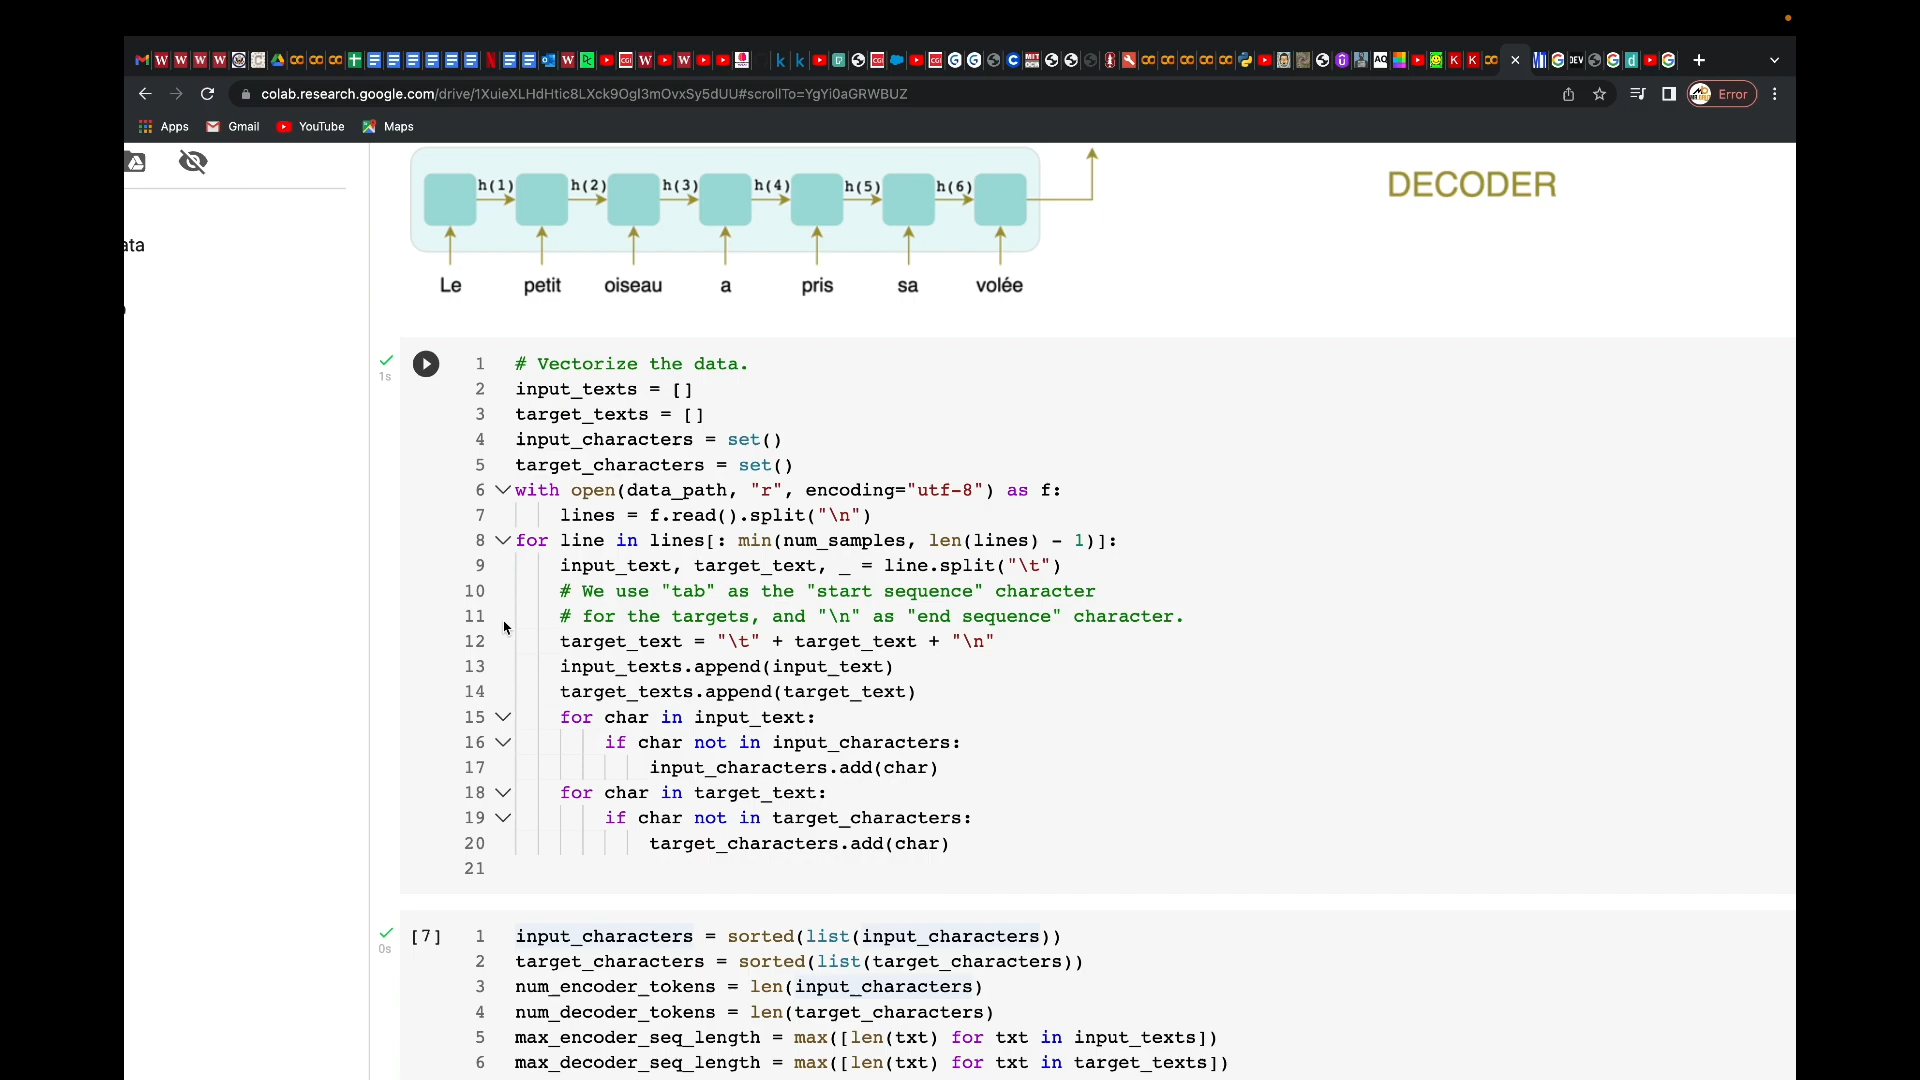 colab.research.google.com/drive/1XuieXLHdHtic8LXck9OgI3mOvxSy5dUU#scrollTo=YgYi0aGRWBUZ
Error
Apps Gmail YouTube Maps
h(1) h(2) h(3) h(4) h(5) h(6)
DECODER
ata
Le petit oiseau a pris sa volée
1s
1 # Vectorize the data.
2 input_texts = []
3 target_texts = []
4 input_characters = set()
5 target_characters = set()
6 with open(data_path, "r", encoding="utf-8") as f:
7 lines = f.read().split("\n")
8 for line in lines[: min(num_samples, len(lines) - 1)]:
9 input_text, target_text, _ = line.split("\t")
10 # We use "tab" as the "start sequence" character
11 # for the targets, and "\n" as "end sequence" character.
12 target_text = "\t" + target_text + "\n"
13 input_texts.append(input_text)
14 target_texts.append(target_text)
15 for char in input_text:
16 if char not in input_characters:
17 input_characters.add(char)
18 for char in target_text:
19 if char not in target_characters:
20 target_characters.add(char)
21
0s
[7] 1 input_characters = sorted(list(input_characters))
2 target_characters = sorted(list(target_characters))
3 num_encoder_tokens = len(input_characters)
4 num_decoder_tokens = len(target_characters)
5 max_encoder_seq_length = max([len(txt) for txt in input_texts])
6 max_decoder_seq_length = max([len(txt) for txt in target_texts])